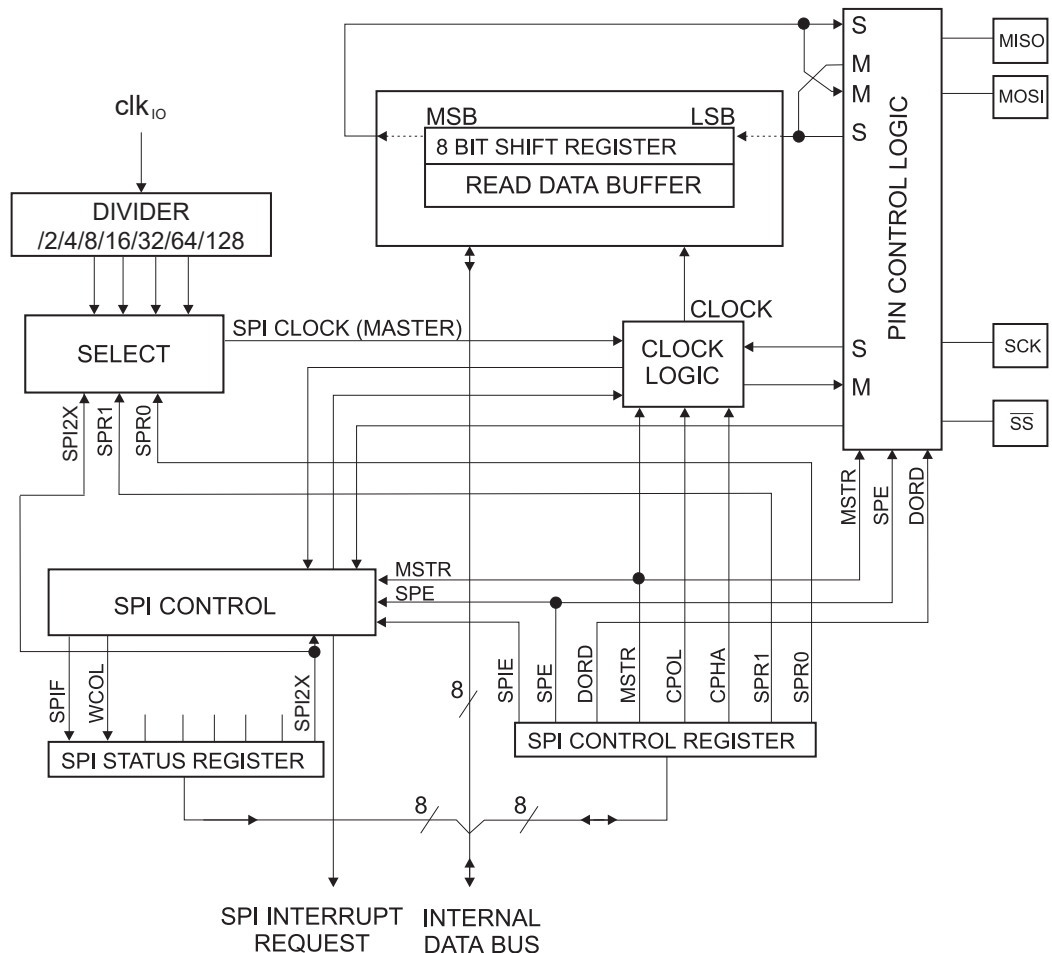 S
MISO
M
M
MOSI
clk IO
MSB
LSB
S
8 BIT SHIFT REGISTER
READ DATA BUFFER
PIN CONTROL LOGIC
DIVIDER
/2/4/8/16/32/64/128
CLOCK
SPI CLOCK (MASTER)
SELECT
CLOCK
LOGIC
S
SCK
M
SS
SPI2X
SPR1
SPR0
MSTR
SPE
DORD
MSTR
SPE
SPI CONTROL
SPIF
WCOL
SPI2X
8
SPIE
SPE
DORD
MSTR
CPOL
CPHA
SPR1
SPR0
SPI STATUS REGISTER
SPI CONTROL REGISTER
8
8
SPI INTERRUPT
REQUEST
INTERNAL
DATA BUS